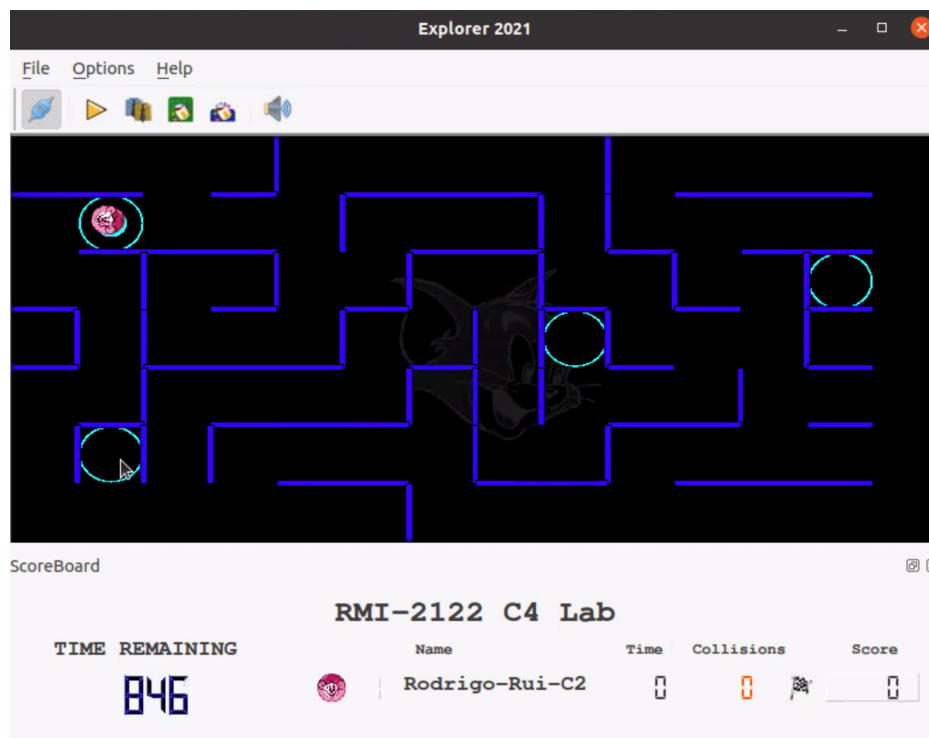 Explorer 2021
File Options Help
ScoreBoard
RMI-2122 C4 Lab
TIME REMAINING Name Time Collisions Score
846 Rodrigo-Rui-C2 0 0 0